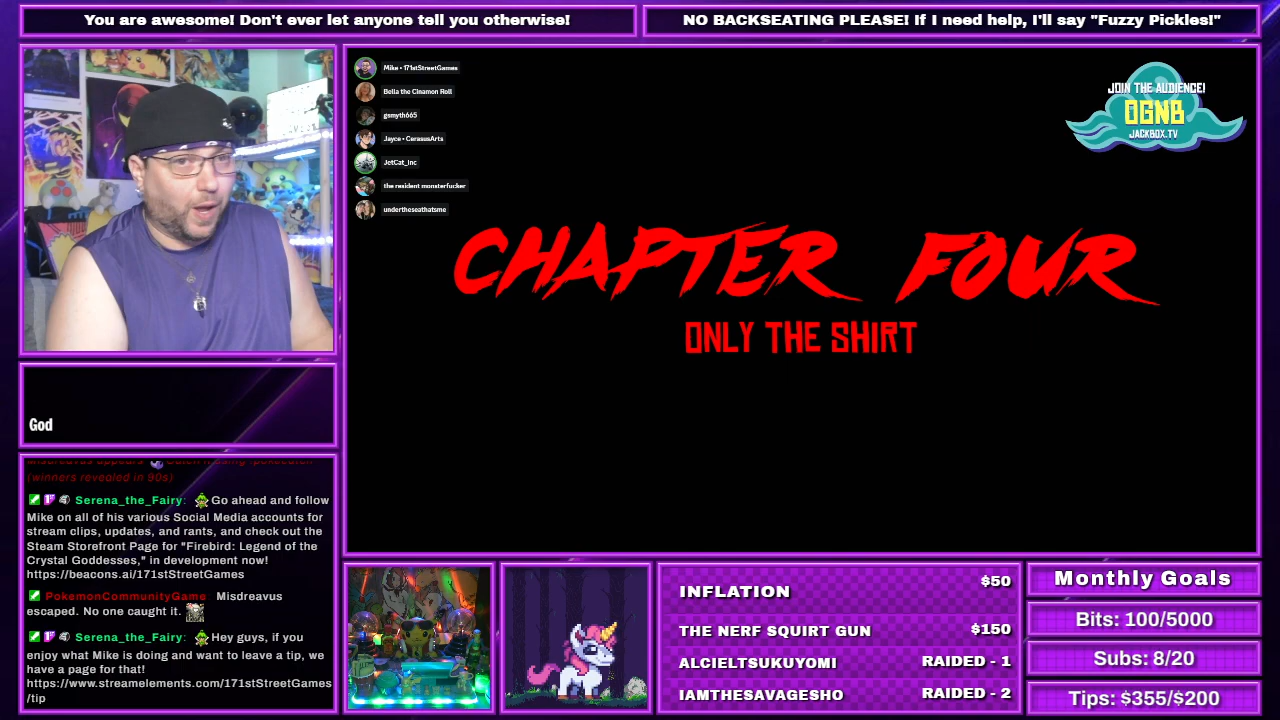 You are awesome! Don't ever let anyone tell you otherwise!
NO BACKSEATING PLEASE! If I need help, I'll say "Fuzzy Pickles!"
Mike • 171stStreetGames
Bella the Cinamon Roll
gsmyth665
Jayce • CerasusArts
JetCat_Inc
the resident monsterfucker
undertheseathatsme
JOIN THE AUDIENCE!
OGNB
JACKBOX.TV
CHAPTER FOUR
ONLY THE SHIRT
God
(winners revealed in 90s)
Serena_the_Fairy: Go ahead and follow
Mike on all of his various Social Media accounts for
stream clips, updates, and rants, and check out the
Steam Storefront Page for "Firebird: Legend of the
Crystal Goddesses," in development now!
https://beacons.ai/171stStreetGames
PokemonCommunityGame Misdreavus
escaped. No one caught it.
Serena_the_Fairy: Hey guys, if you
enjoy what Mike is doing and want to leave a tip, we
have a page for that!
https://www.streamelements.com/171stStreetGames
/tip
INFLATION $50
THE NERF SQUIRT GUN $150
ALCIELTSUKUYOMI RAIDED - 1
IAMTHESAVAGESHO RAIDED - 2
Monthly Goals
Bits: 100/5000
Subs: 8/20
Tips: $355/$200